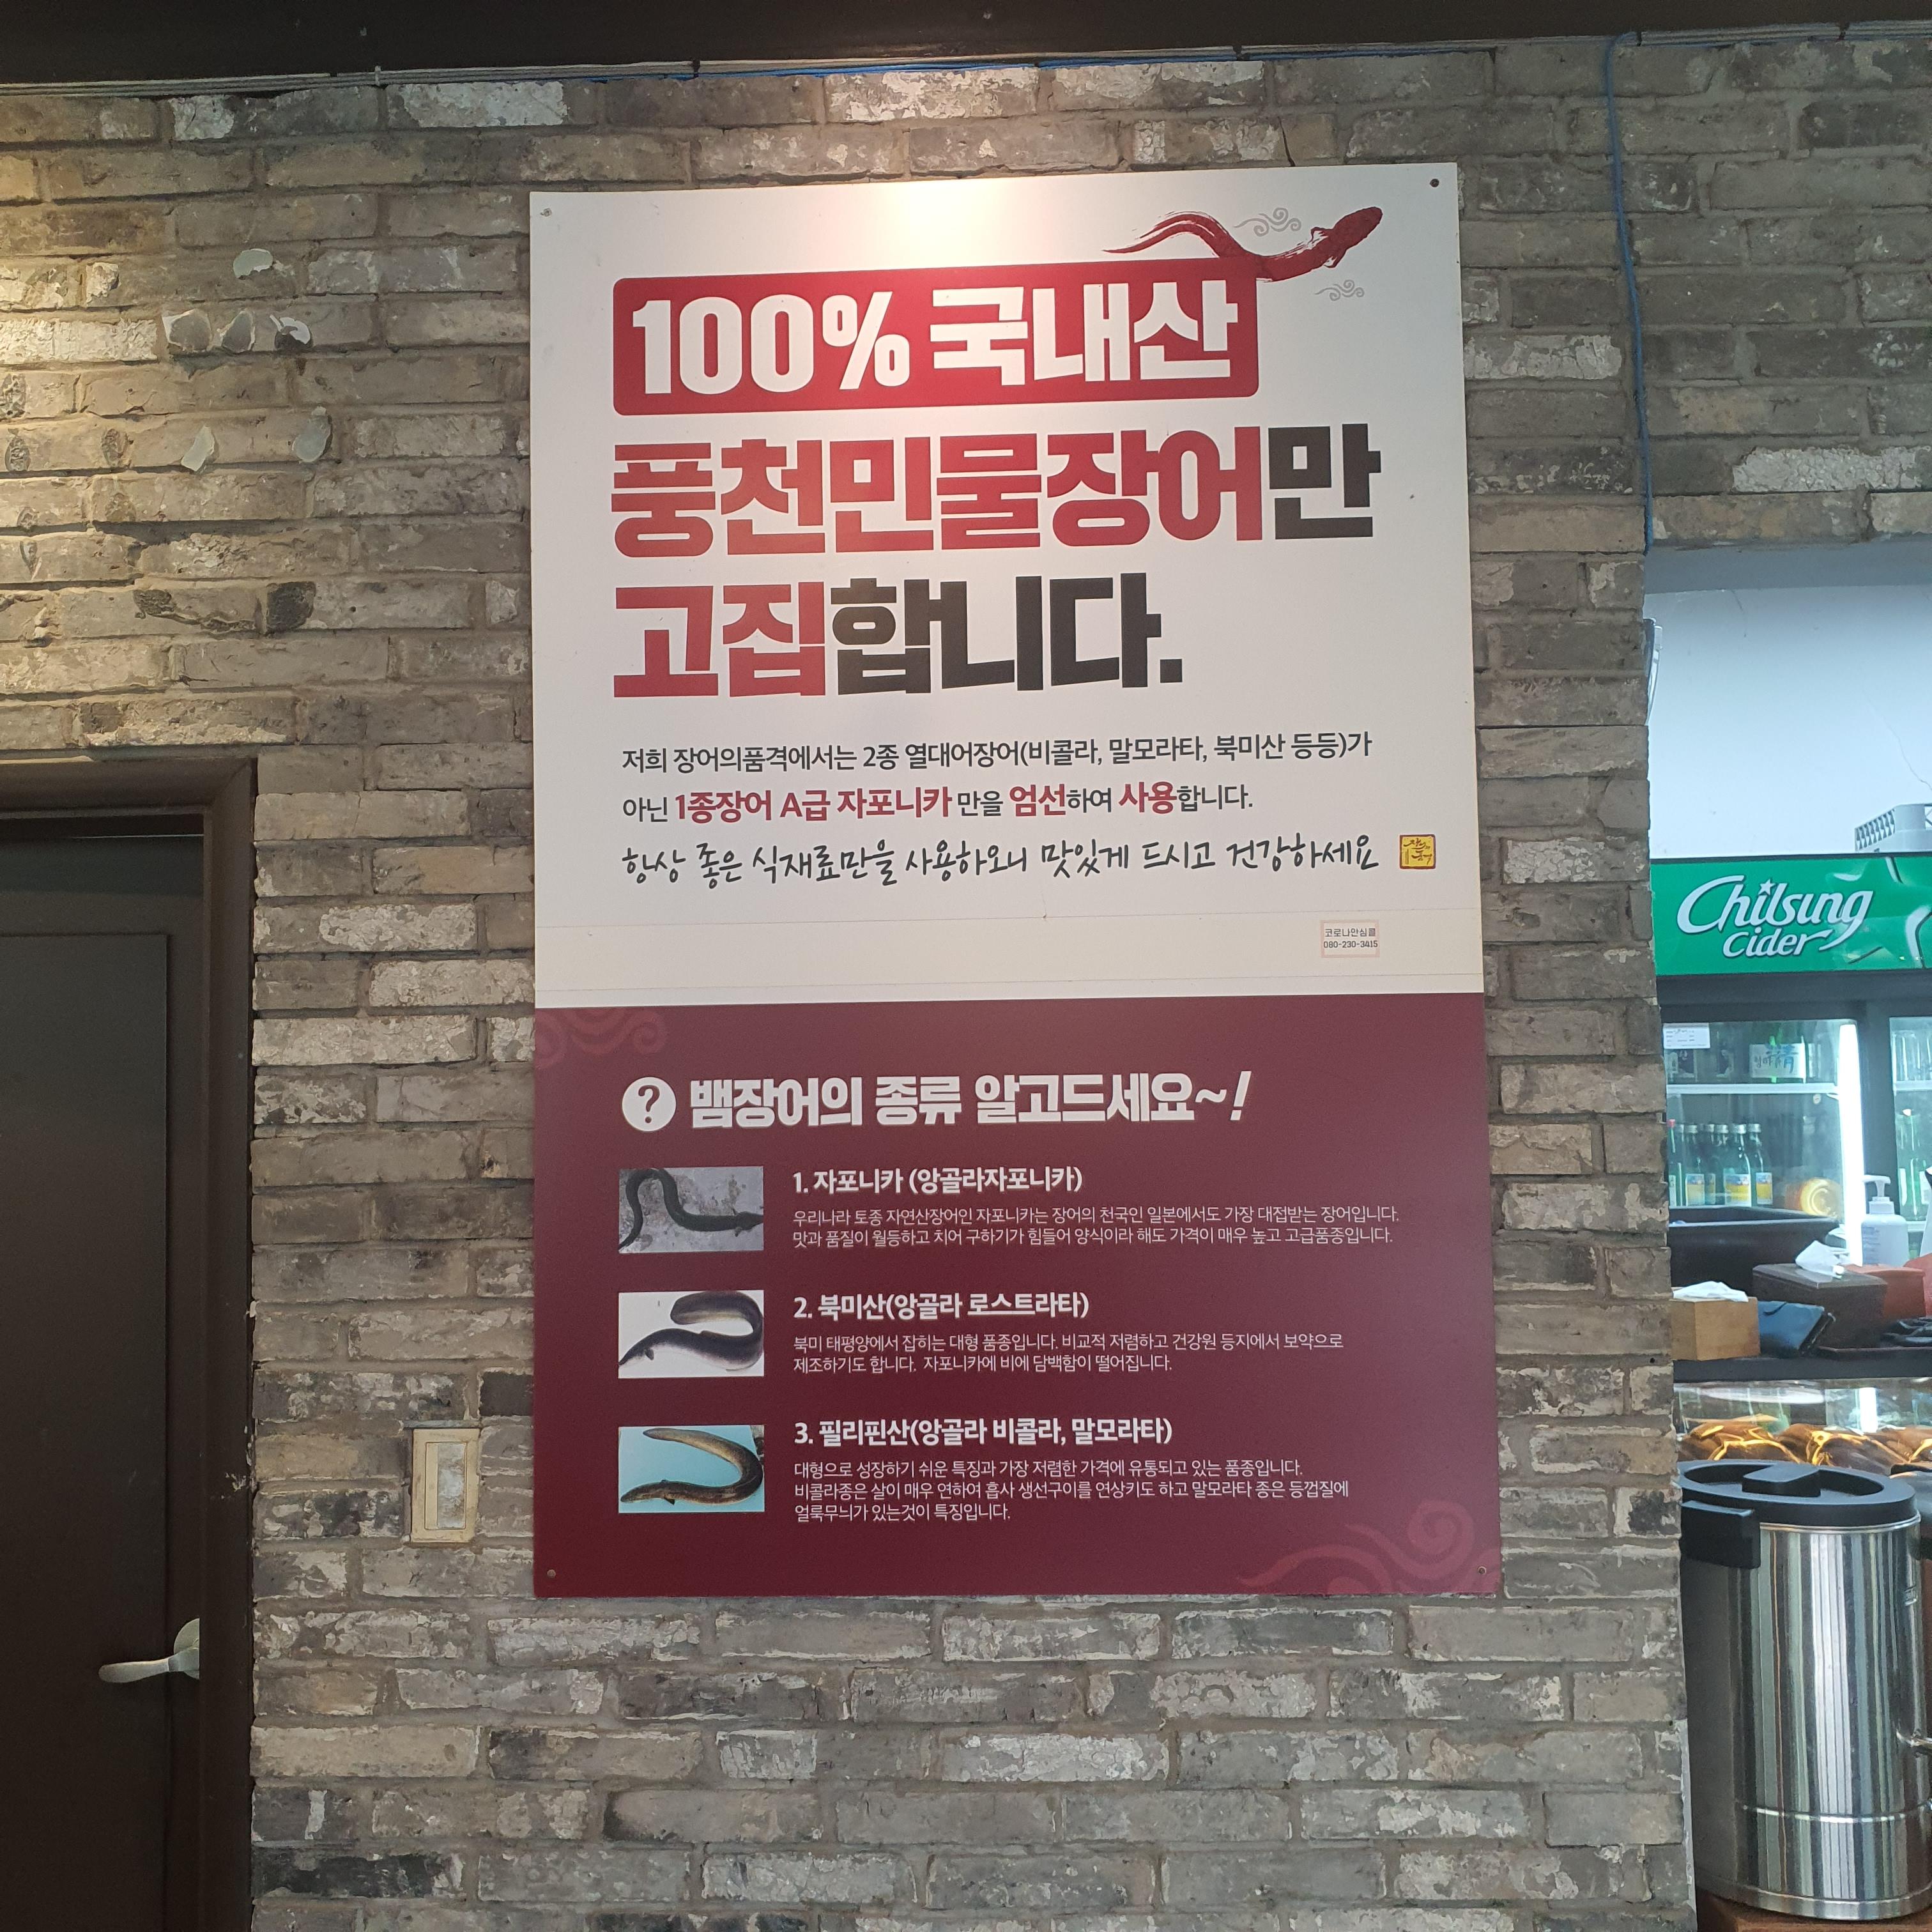 100% 국내산
풍천민물장어만
고집합니다.
저희 장어의품격에서는 2종 열대어장어(비콜라, 말모라타, 북미산 등등)가
아닌 1종장어 A급 자포니카 만을 엄선하여 사용합니다.
항상 좋은 식재료만을 사용하오니 맛있게 드시고 건강하세요
코로나안심콜
080-230-3415
? 뱀장어의 종류 알고드세요~!
1. 자포니카 (앙골라자포니카)
우리나라 토종 자연산장어인 자포니카는 장어의 천국인 일본에서도 가장 대접받는 장어입니다.
맛과 품질이 월등하고 치어 구하기가 힘들어 양식이라 해도 가격이 매우 높고 고급품종입니다.
2. 북미산(앙골라 로스트라타)
북미 태평양에서 잡히는 대형 품종입니다. 비교적 저렴하고 건강원 등지에서 보약으로
제조하기도 합니다. 자포니카에 비에 담백함이 떨어집니다.
3. 필리핀산(앙골라 비콜라, 말모라타)
대형으로 성장하기 쉬운 특징과 가장 저렴한 가격에 유통되고 있는 품종입니다.
비콜라종은 살이 매우 연하여 흡사 생선구이를 연상키도 하고 말모라타 종은 등껍질에
얼룩무늬가 있는것이 특징입니다.
Chilsung
Cider